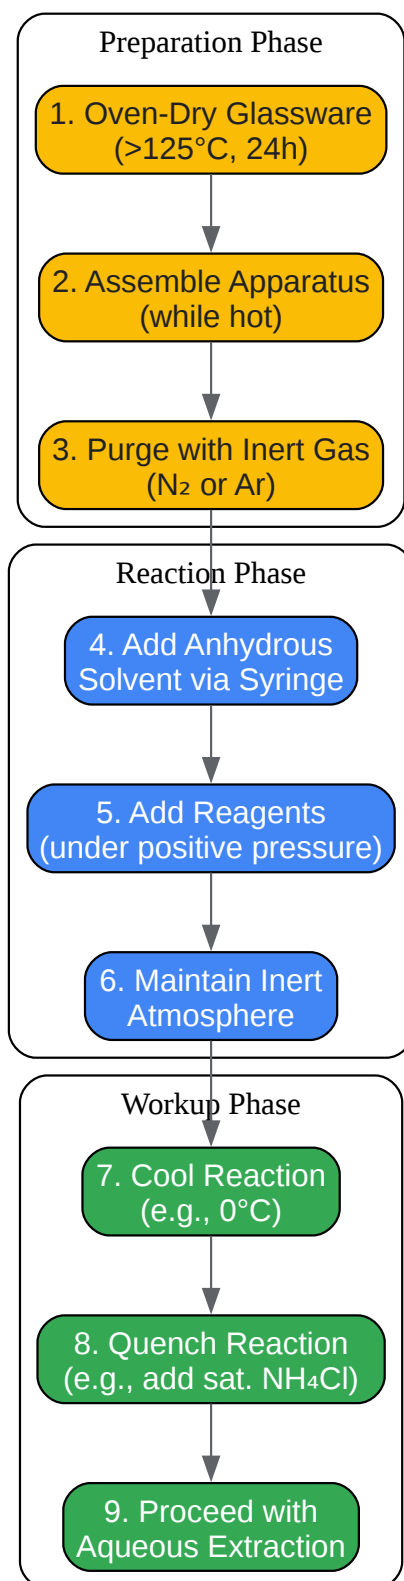 Preparation Phase
1. Oven-Dry Glassware
(>125°C, 24h)
2. Assemble Apparatus
(while hot)
3. Purge with Inert Gas
(N₂ or Ar)
Reaction Phase
4. Add Anhydrous
Solvent via Syringe
5. Add Reagents
(under positive pressure)
6. Maintain Inert
Atmosphere
Workup Phase
7. Cool Reaction
(e.g., 0°C)
8. Quench Reaction
(e.g., add sat. NH₄Cl)
9. Proceed with
Aqueous Extraction